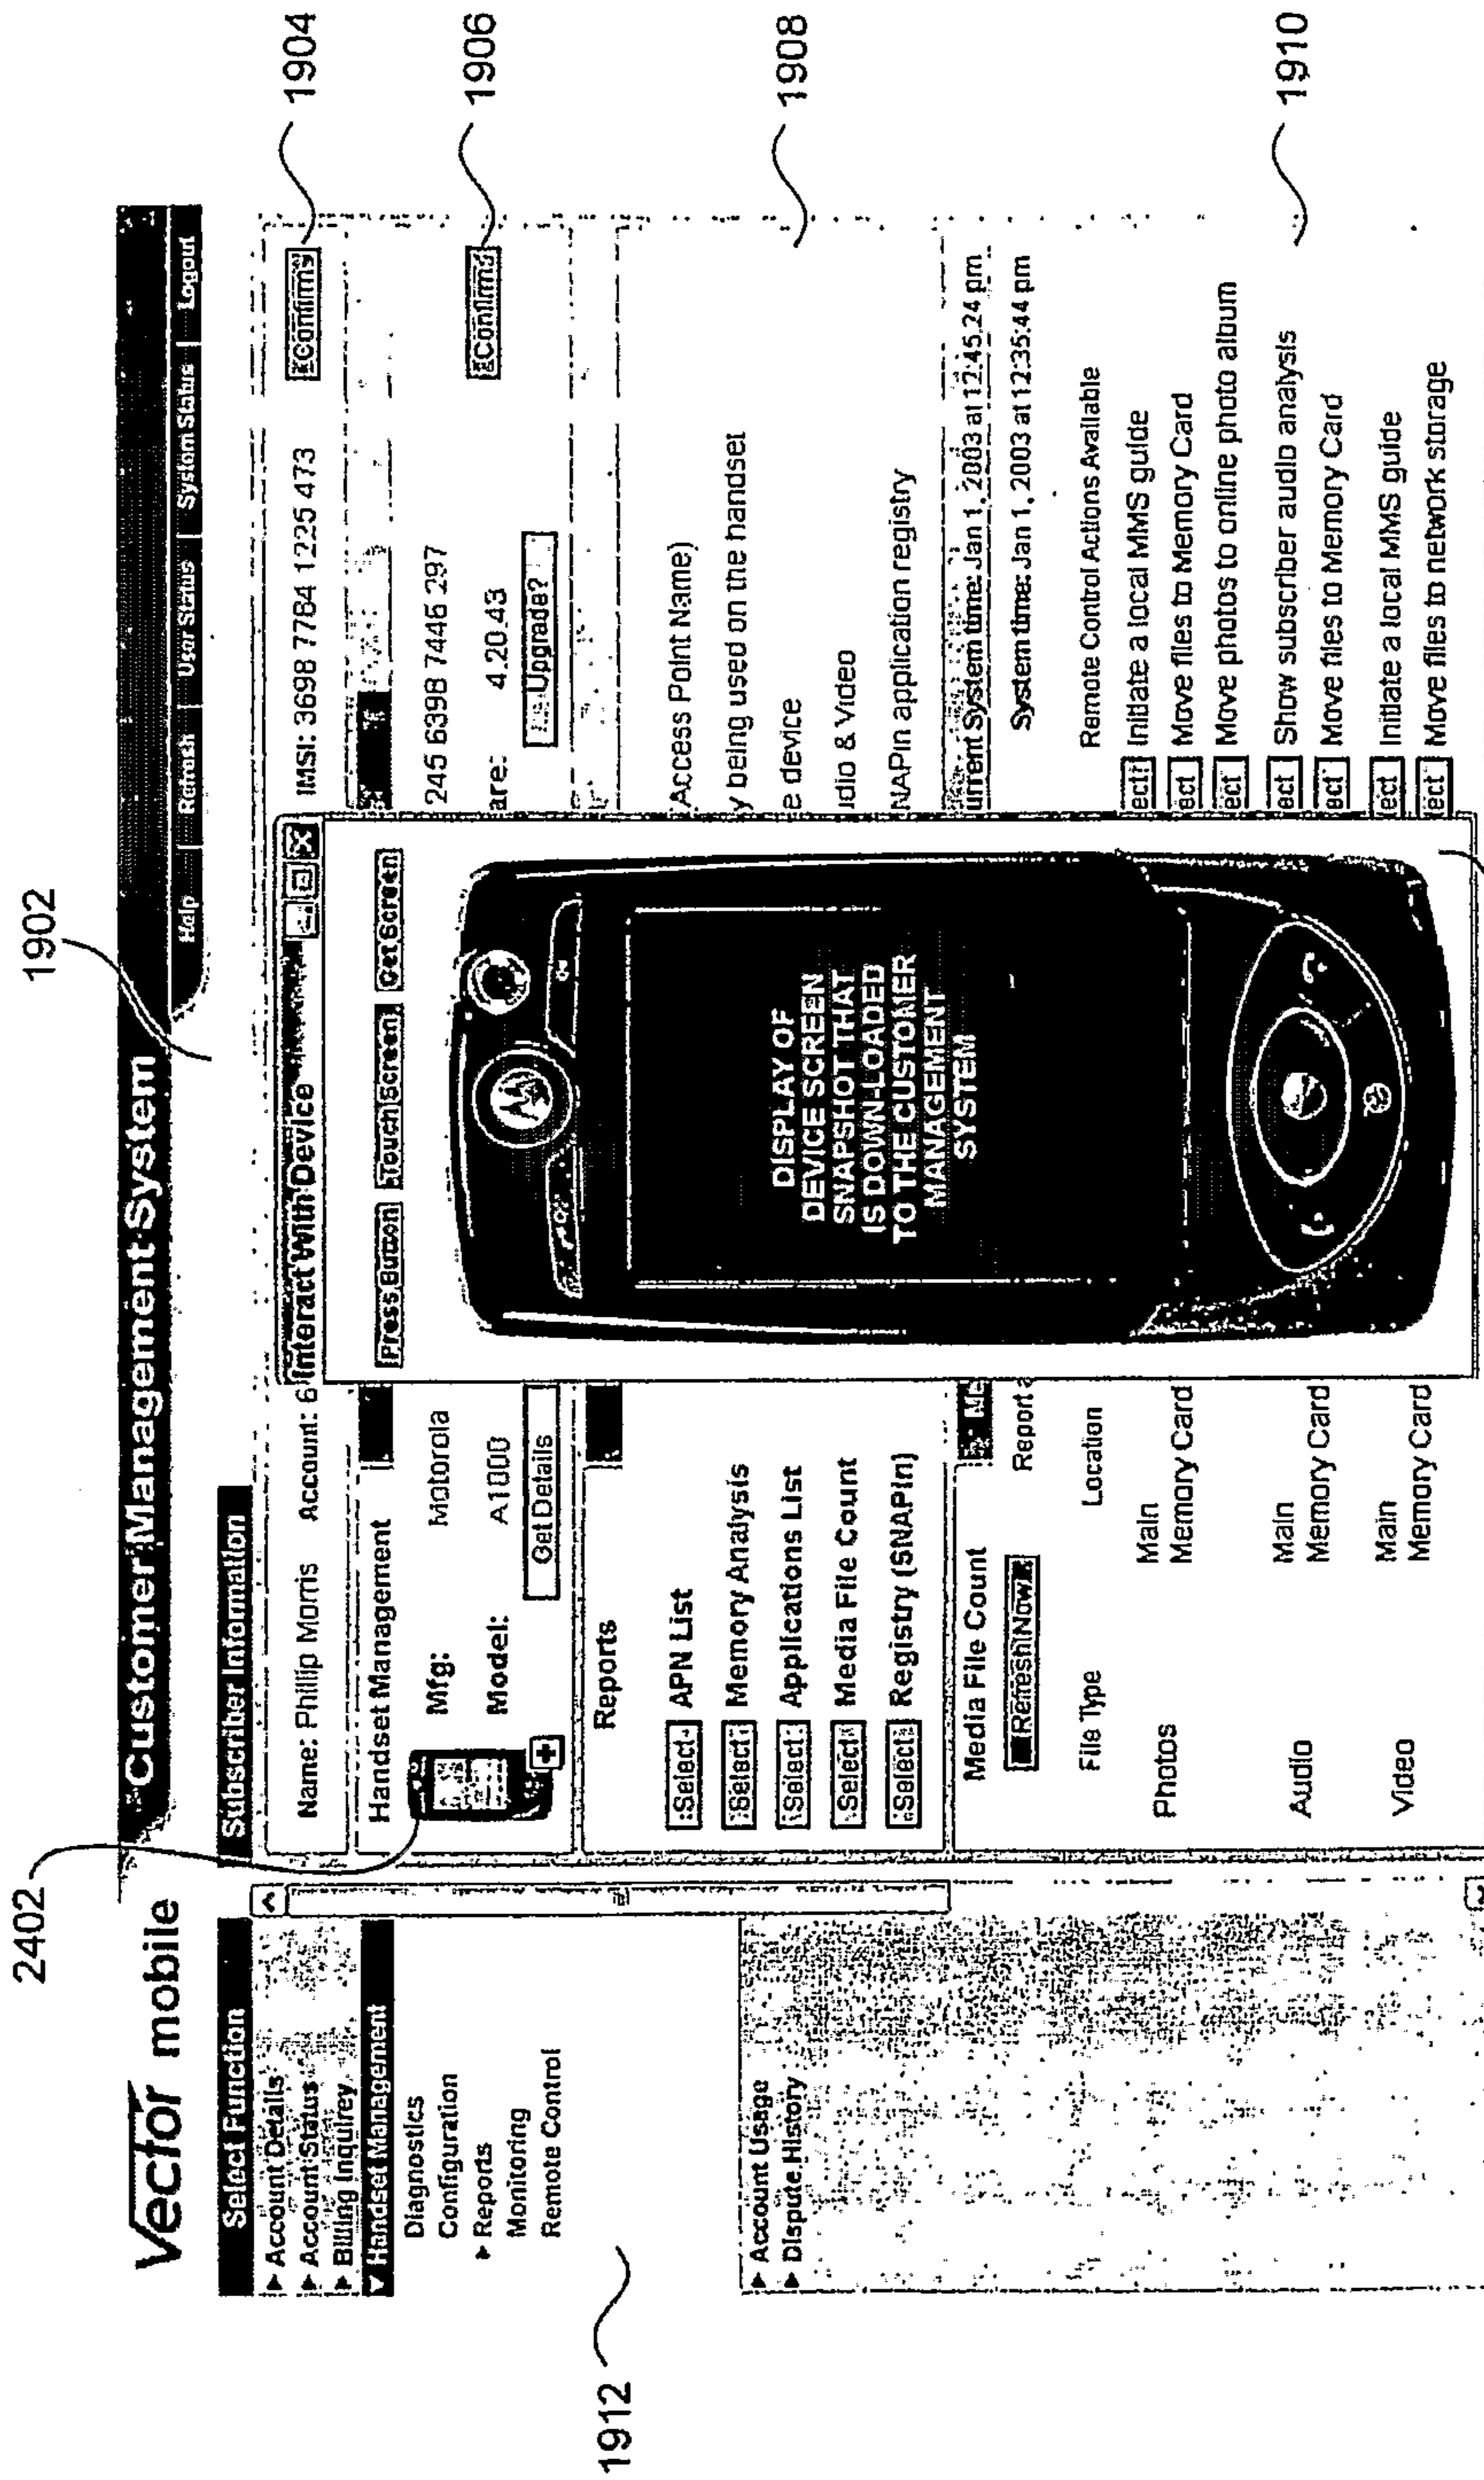 1902
2402
Vector mobile
Customer Management System
Help Refresh User Status System Status Logout
Select Function
Account Details
Account Status
Billing Inquirey
Handset Management
Diagnostics
Configuration
Reports
Monitoring
Remote Control
1912
Account Usage
Dispute History
Subscriber Information
Name: Phillip Morris Account: 6
IMSI: 3698 7784 1225 473
Confirm
1904
Handset Management
Mfg: Motorola
245 6398 7446 297
Confirm
1906
Model: A1000
are: 4.20.43
Get Details
Upgrade?
Reports
Select APN List
Access Point Name)
Select Memory Analysis
y being used on the handset
Select Applications List
e device
Select Media File Count
idio & Video
Select Registry (SNAPin)
NAPin application registry
1908
Media File Count
urrent System time: Jan 1, 2003 at 12:45.24 pm
Refresh Now
Report a
System time: Jan 1, 2003 at 12:35:44 pm
File Type Location
Remote Control Actions Available
Photos
Main
ect Initiate a local MMS guide
Memory Card
ect Move files to Memory Card
ect Move photos to online photo album
Audio
Main
ect Show subscriber audio analysis
Memory Card
ect Move files to Memory Card
Video
Main
ect Initiate a local MMS guide
Memory Card
ect Move files to network storage
1910
Interact With Device
Press Button Touch Screen Get Screen
DISPLAY OF
DEVICE SCREEN
SNAPSHOT THAT
IS DOWN-LOADED
TO THE CUSTOMER
MANAGEMENT
SYSTEM